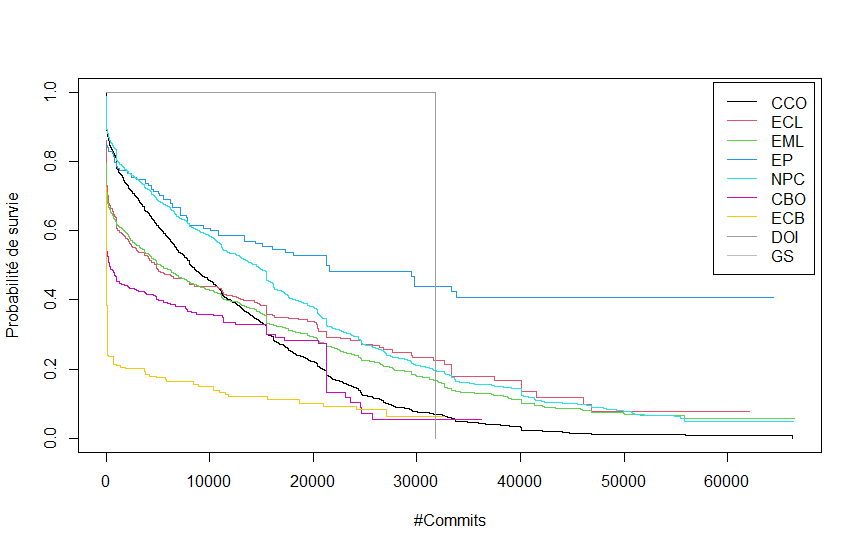 Probabilité de survie
1.0
0.8
0.6
0.4
0.2
0.0
CCO
ECL
EML
EP
NPC
CBO
ECB
DOI
GS
0 10000 20000 30000 40000 50000 60000
#Commits